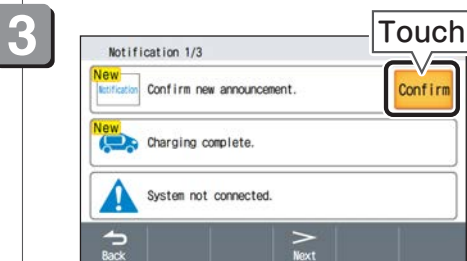 3
Touch
Notification 1/3
New
Notification
Confirm new announcement.
Confirm
New
Charging complete.
System not connected.
Back
Next